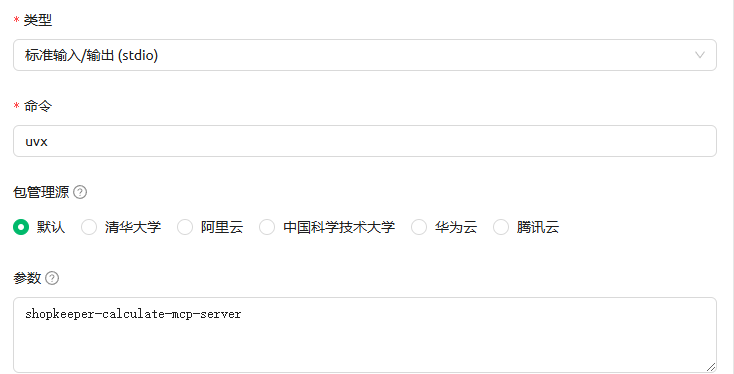 * 类型
标准输入/输出 (stdio)
* 命令
uvx
包管理源 ?
默认 清华大学 阿里云 中国科学技术大学 华为云 腾讯云
参数 ?
shopkeeper-calculate-mcp-server